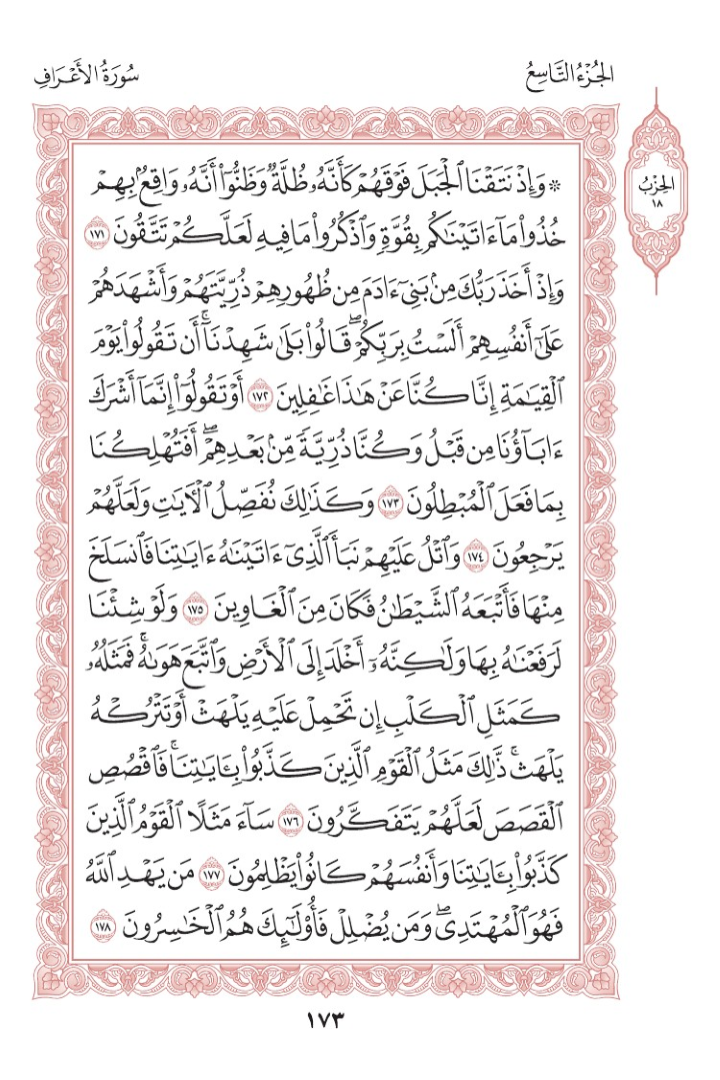 الجُزْءُ التَّاسِعُ
سُورَةُ الأَعْرَافِ
الحِزْبُ
١٨
۞ وَإِذْ نَتَقْنَا ٱلْجَبَلَ فَوْقَهُمْ كَأَنَّهُۥ ظُلَّةٌ وَظَنُّوٓا۟ أَنَّهُۥ وَاقِعٌۢ بِهِمْ
خُذُوا۟ مَآ ءَاتَيْنَٰكُم بِقُوَّةٍ وَٱذْكُرُوا۟ مَا فِيهِ لَعَلَّكُمْ تَتَّقُونَ ١٧١
وَإِذْ أَخَذَ رَبُّكَ مِنۢ بَنِىٓ ءَادَمَ مِن ظُهُورِهِمْ ذُرِّيَّتَهُمْ وَأَشْهَدَهُمْ
عَلَىٰٓ أَنفُسِهِمْ أَلَسْتُ بِرَبِّكُمْ ۖ قَالُوا۟ بَلَىٰ شَهِدْنَآ ۚ أَن تَقُولُوا۟ يَوْمَ
ٱلْقِيَٰمَةِ إِنَّا كُنَّا عَنْ هَٰذَا غَٰفِلِينَ ١٧٢ أَوْ تَقُولُوٓا۟ إِنَّمَآ أَشْرَكَ
ءَابَآؤُنَا مِن قَبْلُ وَكُنَّا ذُرِّيَّةً مِّنۢ بَعْدِهِمْ ۖ أَفَتُهْلِكُنَا
بِمَا فَعَلَ ٱلْمُبْطِلُونَ ١٧٣ وَكَذَٰلِكَ نُفَصِّلُ ٱلْـَٔايَٰتِ وَلَعَلَّهُمْ
يَرْجِعُونَ ١٧٤ وَٱتْلُ عَلَيْهِمْ نَبَأَ ٱلَّذِىٓ ءَاتَيْنَٰهُ ءَايَٰتِنَا فَٱنسَلَخَ
مِنْهَا فَأَتْبَعَهُ ٱلشَّيْطَٰنُ فَكَانَ مِنَ ٱلْغَاوِينَ ١٧٥ وَلَوْ شِئْنَا
لَرَفَعْنَٰهُ بِهَا وَلَٰكِنَّهُۥٓ أَخْلَدَ إِلَى ٱلْأَرْضِ وَٱتَّبَعَ هَوَىٰهُ ۚ فَمَثَلُهُۥ
كَمَثَلِ ٱلْكَلْبِ إِن تَحْمِلْ عَلَيْهِ يَلْهَثْ أَوْ تَتْرُكْهُ
يَلْهَث ۚ ذَّٰلِكَ مَثَلُ ٱلْقَوْمِ ٱلَّذِينَ كَذَّبُوا۟ بِـَٔايَٰتِنَا ۚ فَٱقْصُصِ
ٱلْقَصَصَ لَعَلَّهُمْ يَتَفَكَّرُونَ ١٧٦ سَآءَ مَثَلًا ٱلْقَوْمُ ٱلَّذِينَ
كَذَّبُوا۟ بِـَٔايَٰتِنَا وَأَنفُسَهُمْ كَانُوا۟ يَظْلِمُونَ ١٧٧ مَن يَهْدِ ٱللَّهُ
فَهُوَ ٱلْمُهْتَدِى ۖ وَمَن يُضْلِلْ فَأُو۟لَٰٓئِكَ هُمُ ٱلْخَٰسِرُونَ ١٧٨
١٧٣